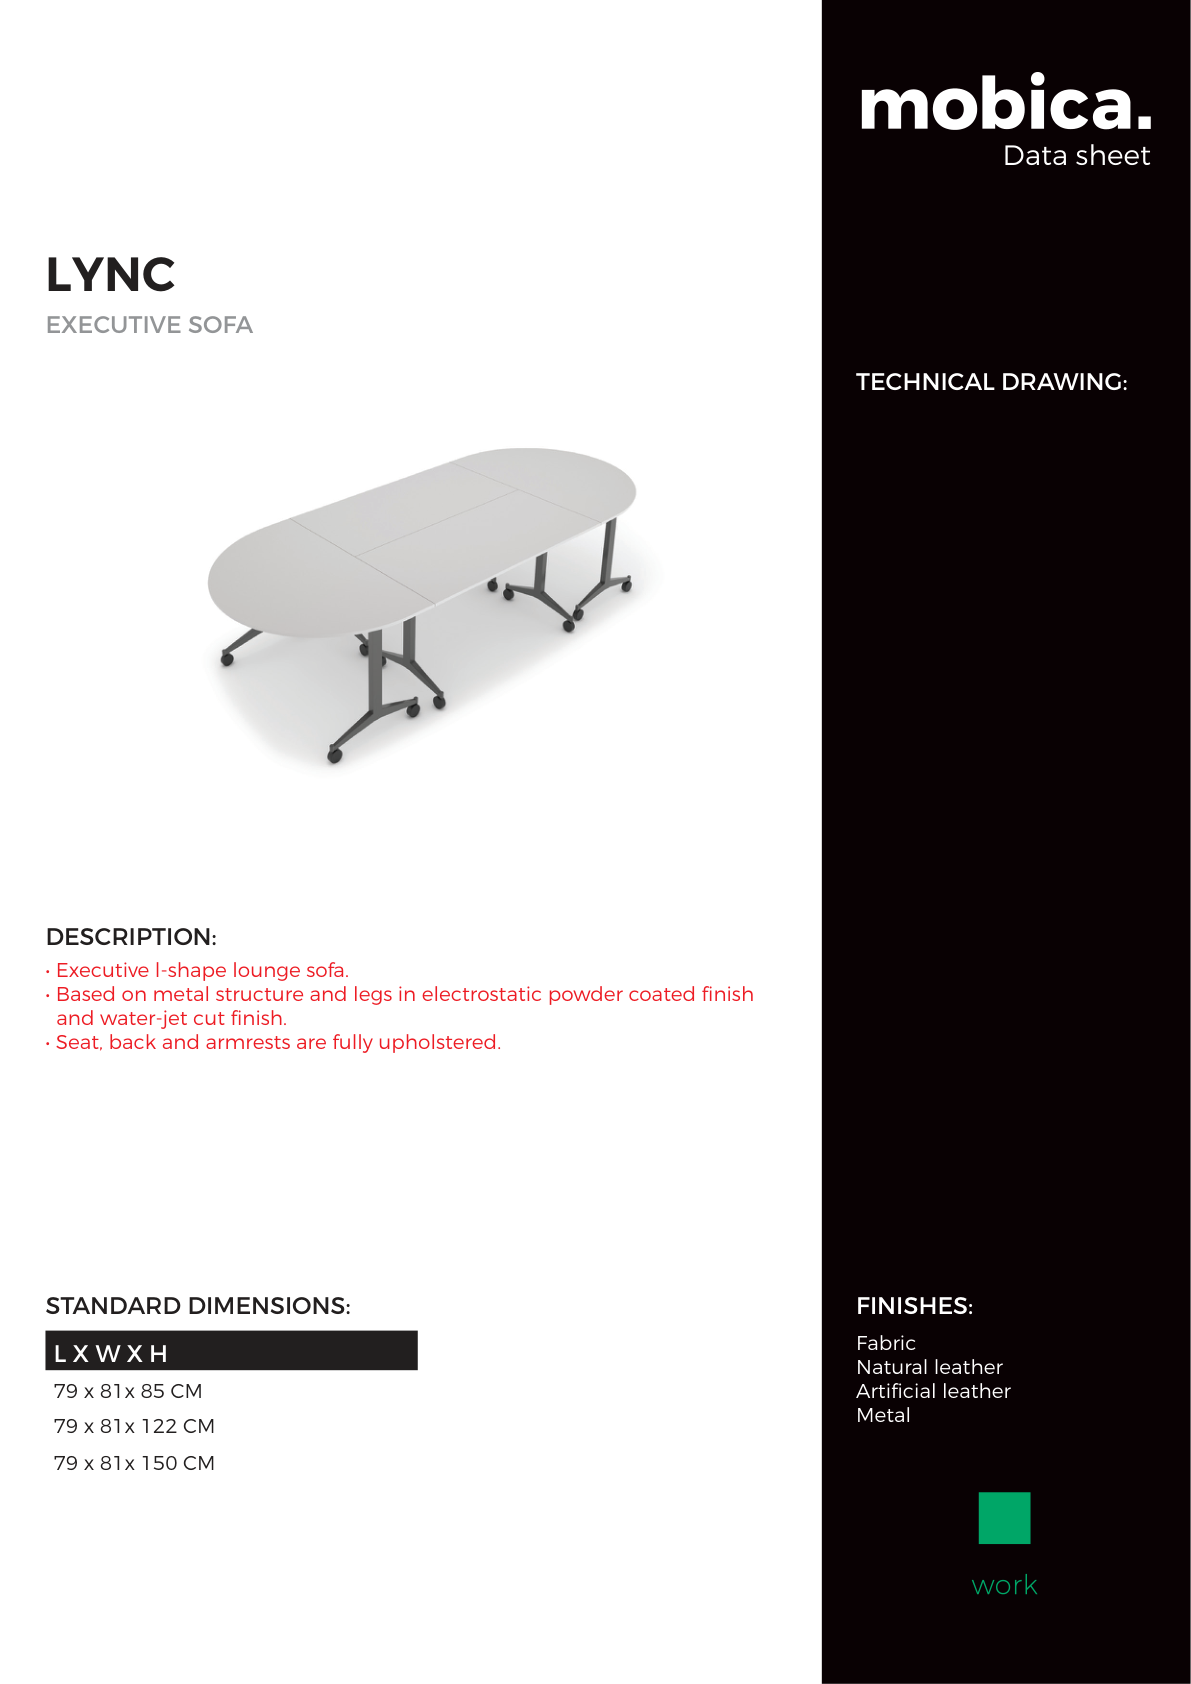 mobica.
Data sheet
LYNC
EXECUTIVE SOFA
TECHNICAL DRAWING:
DESCRIPTION:
• Executive l-shape lounge sofa.
• Based on metal structure and legs in electrostatic powder coated finish
and water-jet cut finish.
• Seat, back and armrests are fully upholstered.
STANDARD DIMENSIONS:
L X W X H
79 x 81x 85 CM
79 x 81x 122 CM
79 x 81x 150 CM
FINISHES:
Fabric
Natural leather
Artificial leather
Metal
work